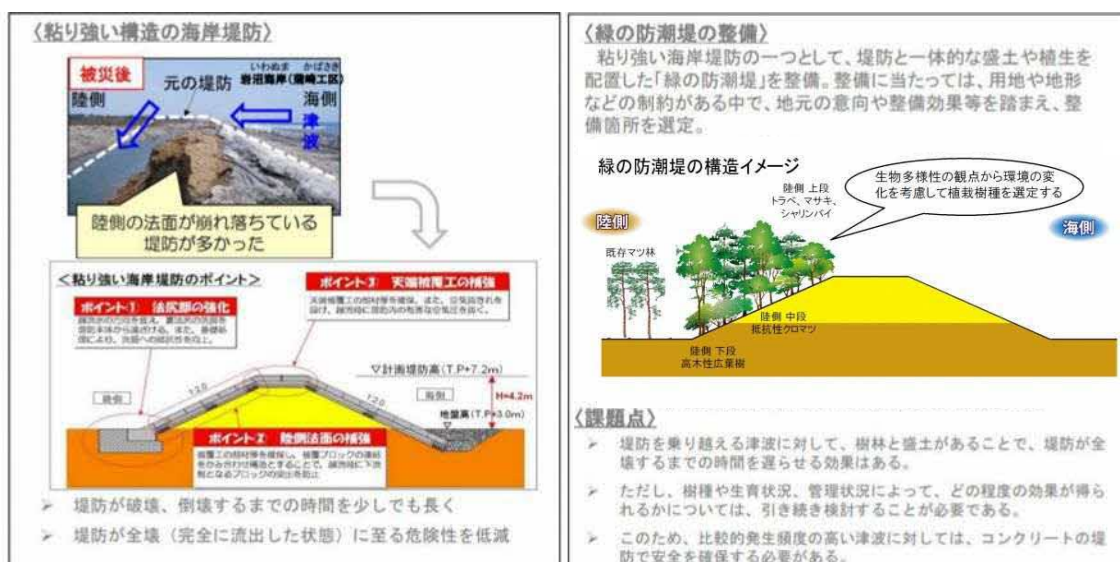 〈粘り強い構造の海岸堤防〉
被災後
元の堤防
いわぬま
岩沼海岸(蒲崎工区)
陸側
海側
津波
陸側の法面が崩れ落ちている
堤防が多かった
＜粘り強い海岸堤防のポイント＞
ポイント③ 天端被覆工の補強
ポイント① 法尻部の強化
▽計画堤防高(T.P+7.2m)
陸側
1:2.0
1:2.0
海側
H=4.2m
地盤高(T.P+3.0m)
ポイント② 陸側法面の補強
➢ 堤防が破壊、倒壊するまでの時間を少しでも長く
➢ 堤防が全壊（完全に流出した状態）に至る危険性を低減
〈緑の防潮堤の整備〉
粘り強い海岸堤防の一つとして、堤防と一体的な盛土や植生を
配置した「緑の防潮堤」を整備。整備に当たっては、用地や地形
などの制約がある中で、地元の意向や整備効果等を踏まえ、整
備箇所を選定。
緑の防潮堤の構造イメージ
生物多様性の観点から環境の変
化を考慮して植栽樹種を選定する
陸側 上段
トラベ、マサキ、
シャリンバイ
陸側
海側
既存マツ林
陸側 中段
抵抗性クロマツ
陸側 下段
高木性広葉樹
〈課題点〉
➢ 堤防を乗り越える津波に対して、樹林と盛土があることで、堤防が全
壊するまでの時間を遅らせる効果はある。
➢ ただし、樹種や生育状況、管理状況によって、どの程度の効果が得ら
れるかについては、引き続き検討することが必要である。
➢ このため、比較的発生頻度の高い津波に対しては、コンクリートの堤
防で安全を確保する必要がある。